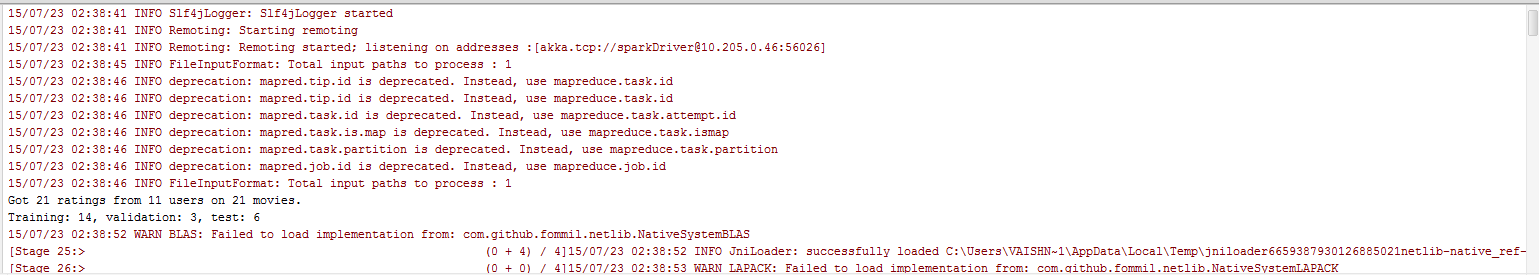 15/07/23 02:38:41 INFO Slf4jLogger: Slf4jLogger started
15/07/23 02:38:41 INFO Remoting: Starting remoting
15/07/23 02:38:41 INFO Remoting: Remoting started; listening on addresses :[akka.tcp://sparkDriver@10.205.0.46:56026]
15/07/23 02:38:45 INFO FileInputFormat: Total input paths to process : 1
15/07/23 02:38:46 INFO deprecation: mapred.tip.id is deprecated. Instead, use mapreduce.task.id
15/07/23 02:38:46 INFO deprecation: mapred.tip.id is deprecated. Instead, use mapreduce.task.id
15/07/23 02:38:46 INFO deprecation: mapred.task.id is deprecated. Instead, use mapreduce.task.attempt.id
15/07/23 02:38:46 INFO deprecation: mapred.task.is.map is deprecated. Instead, use mapreduce.task.ismap
15/07/23 02:38:46 INFO deprecation: mapred.task.partition is deprecated. Instead, use mapreduce.task.partition
15/07/23 02:38:46 INFO deprecation: mapred.job.id is deprecated. Instead, use mapreduce.job.id
15/07/23 02:38:46 INFO FileInputFormat: Total input paths to process : 1
Got 21 ratings from 11 users on 21 movies.
Training: 14, validation: 3, test: 6
15/07/23 02:38:52 WARN BLAS: Failed to load implementation from: com.github.fommil.netlib.NativeSystemBLAS
[Stage 25:> (0 + 4) / 4]15/07/23 02:38:52 INFO JniLoader: successfully loaded C:\Users\VAISHN~1\AppData\Local\Temp\jniloader6659387930126885021netlib-native_ref-
[Stage 26:> (0 + 0) / 4]15/07/23 02:38:53 WARN LAPACK: Failed to load implementation from: com.github.fommil.netlib.NativeSystemLAPACK